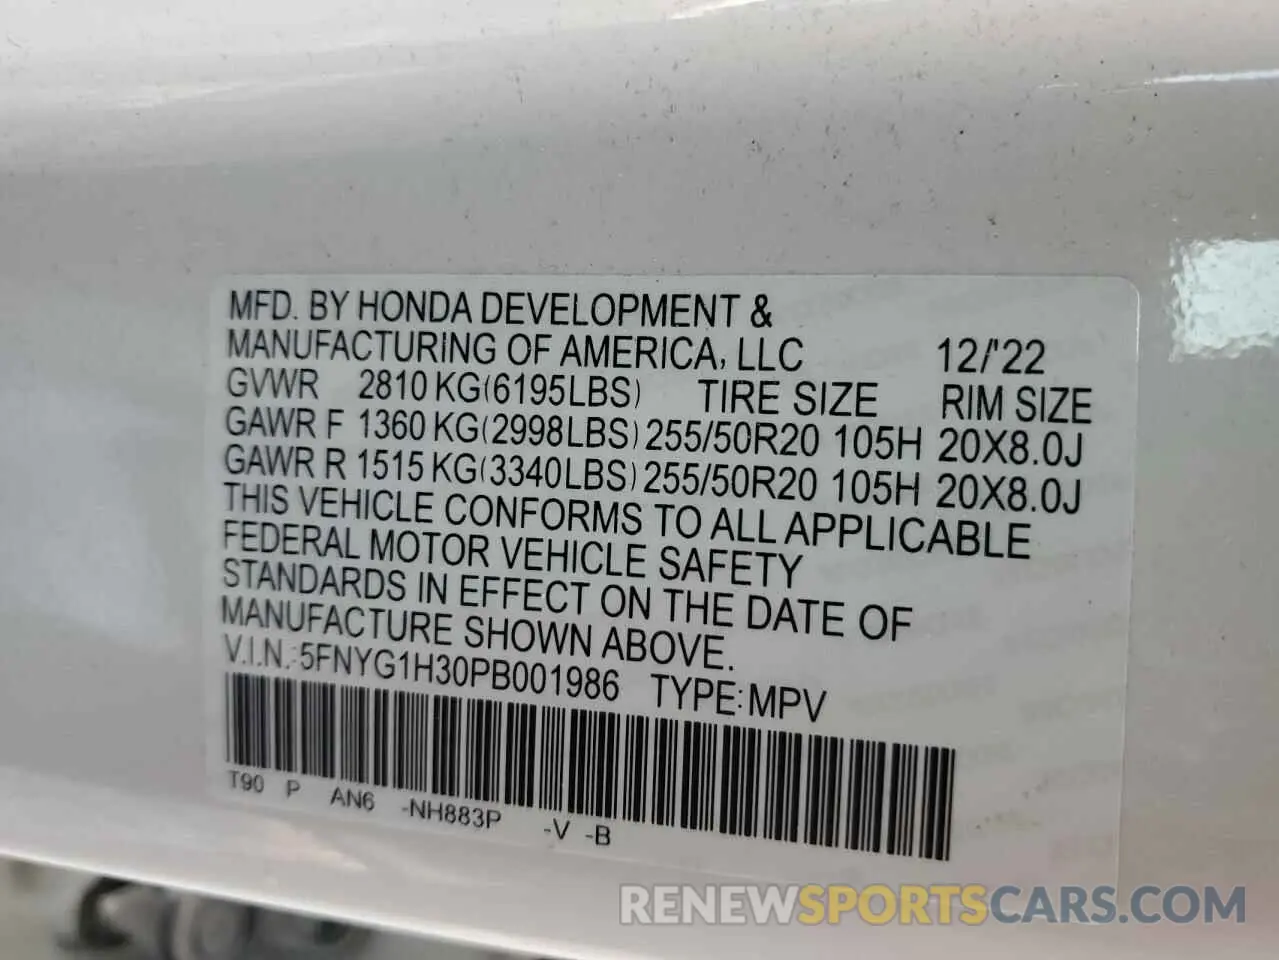 MFD. BY HONDA DEVELOPMENT &
MANUFACTURING OF AMERICA, LLC 12/'22
GVWR 2810 KG(6195LBS) TIRE SIZE RIM SIZE
GAWR F 1360 KG(2998LBS) 255/50R20 105H 20X8.0J
GAWR R 1515 KG(3340LBS) 255/50R20 105H 20X8.0J
THIS VEHICLE CONFORMS TO ALL APPLICABLE
FEDERAL MOTOR VEHICLE SAFETY
STANDARDS IN EFFECT ON THE DATE OF
MANUFACTURE SHOWN ABOVE.
V.I.N.:5FNYG1H30PB001986 TYPE:MPV
T90 P AN6 -NH883P -V -B
RENEWSPORTSCARS.COM